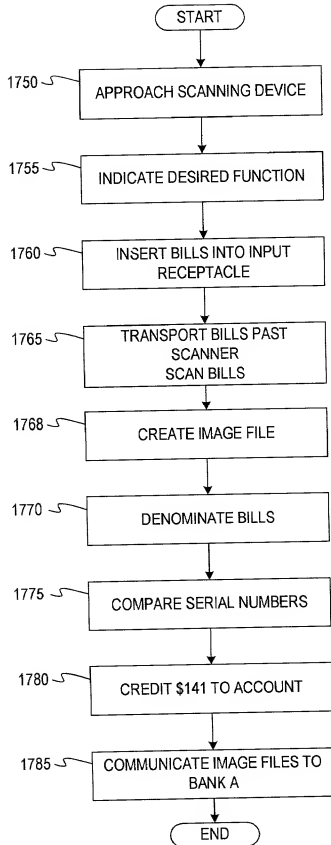 START
1750
APPROACH SCANNING DEVICE
1755
INDICATE DESIRED FUNCTION
1760
INSERT BILLS INTO INPUT
RECEPTACLE
1765
TRANSPORT BILLS PAST
SCANNER
SCAN BILLS
1768
CREATE IMAGE FILE
1770
DENOMINATE BILLS
1775
COMPARE SERIAL NUMBERS
1780
CREDIT $141 TO ACCOUNT
1785
COMMUNICATE IMAGE FILES TO
BANK A
END